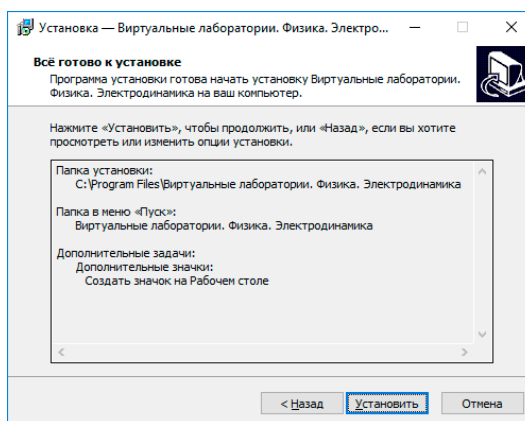 Установка — Виртуальные лаборатории. Физика. Электро...
Всё готово к установке
Программа установки готова начать установку Виртуальные лаборатории.
Физика. Электродинамика на ваш компьютер.
Нажмите «Установить», чтобы продолжить, или «Назад», если вы хотите
просмотреть или изменить опции установки.
Папка установки:
C:\Program Files\Виртуальные лаборатории. Физика. Электродинамика
Папка в меню «Пуск»:
Виртуальные лаборатории. Физика. Электродинамика
Дополнительные задачи:
Дополнительные значки:
Создать значок на Рабочем столе
< Назад Установить Отмена